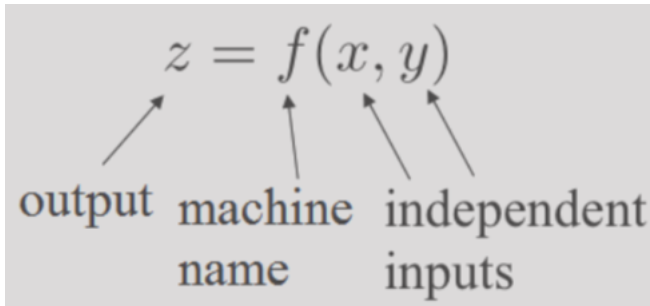 z = f(x, y)
output machine independent
name inputs